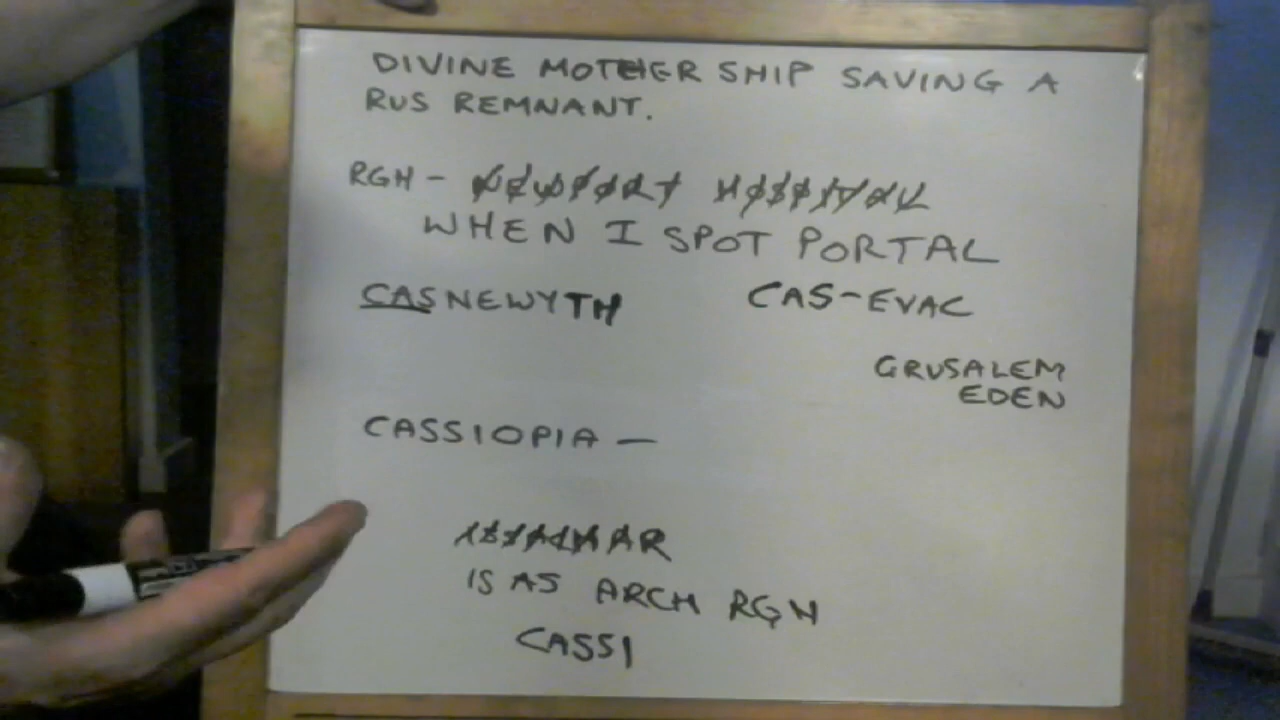 DIVINE MOTHER SHIP SAVING A
RUS REMNANT.
RGH -
WHEN I SPOT PORTAL
CASNEWYTH CAS-EVAC
GRUSALEM
EDEN
CASSIOPIA —
IS AS ARCH RGH
CASSI